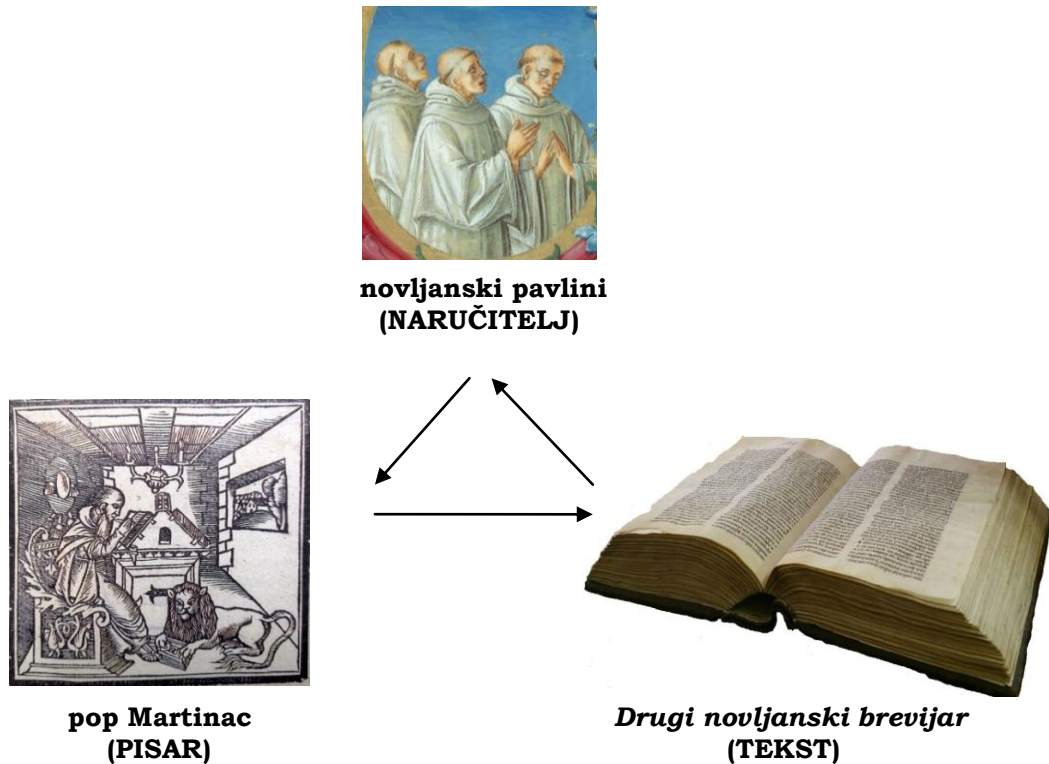 novljanski pavlini
(NARUČITELJ)
pop Martinac
(PISAR)
Drugi novljanski brevijar
(TEKST)